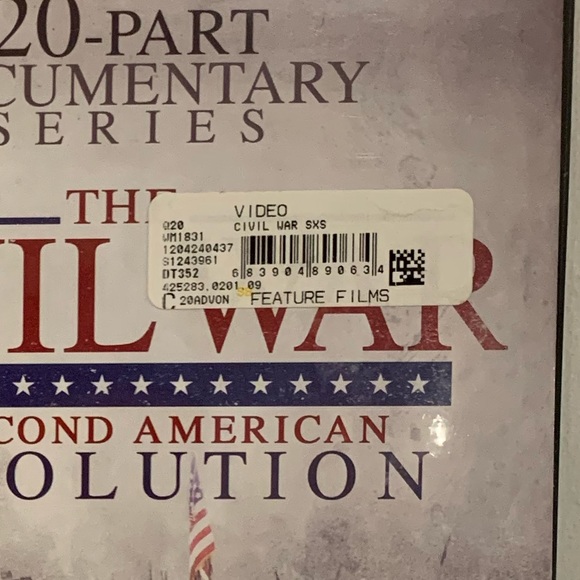 20-PART
CUMENTARY
SERIES
THE
VIDEO
Q20 CIVIL WAR SXS
WM1831
1204240437
S1243961
DT352 6 83904 89063 4
425283.0201 09
C 20ADVON FEATURE FILMS
IL WAR
COND AMERICAN
OLUTION